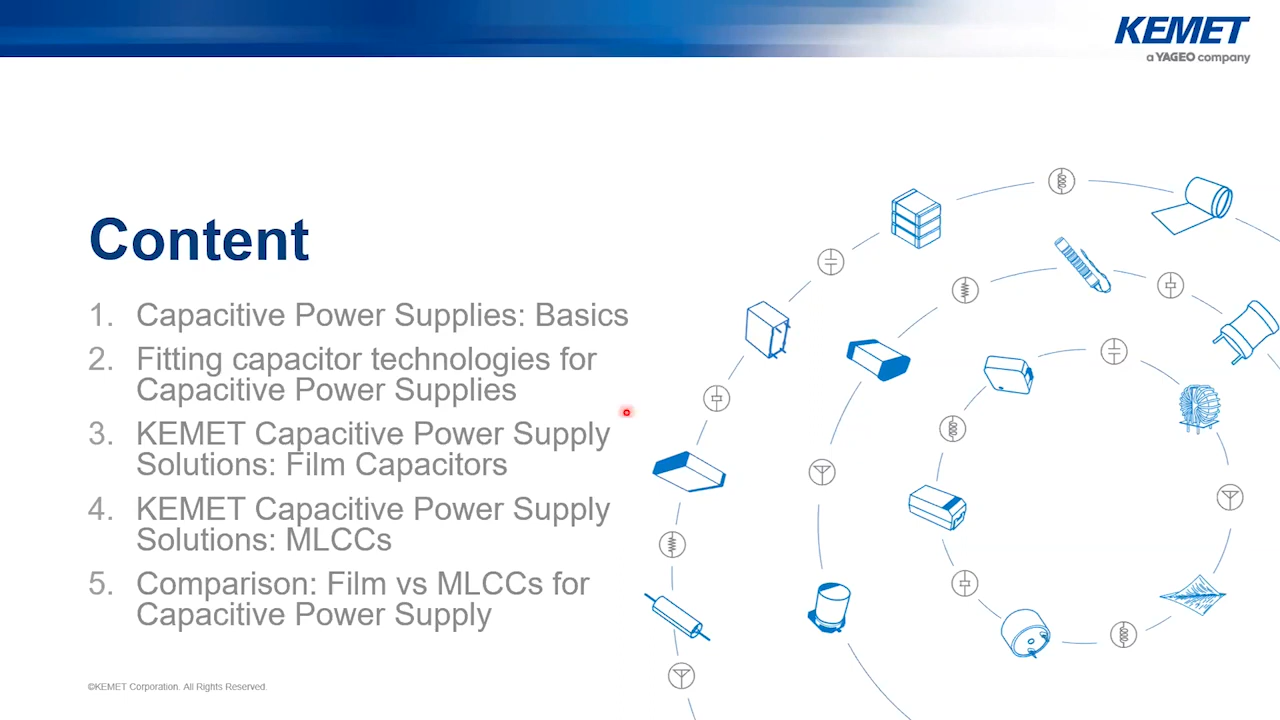 KEMET
a YAGEO company
Content
1. Capacitive Power Supplies: Basics
2. Fitting capacitor technologies for
Capacitive Power Supplies
3. KEMET Capacitive Power Supply
Solutions: Film Capacitors
4. KEMET Capacitive Power Supply
Solutions: MLCCs
5. Comparison: Film vs MLCCs for
Capacitive Power Supply
©KEMET Corporation. All Rights Reserved.